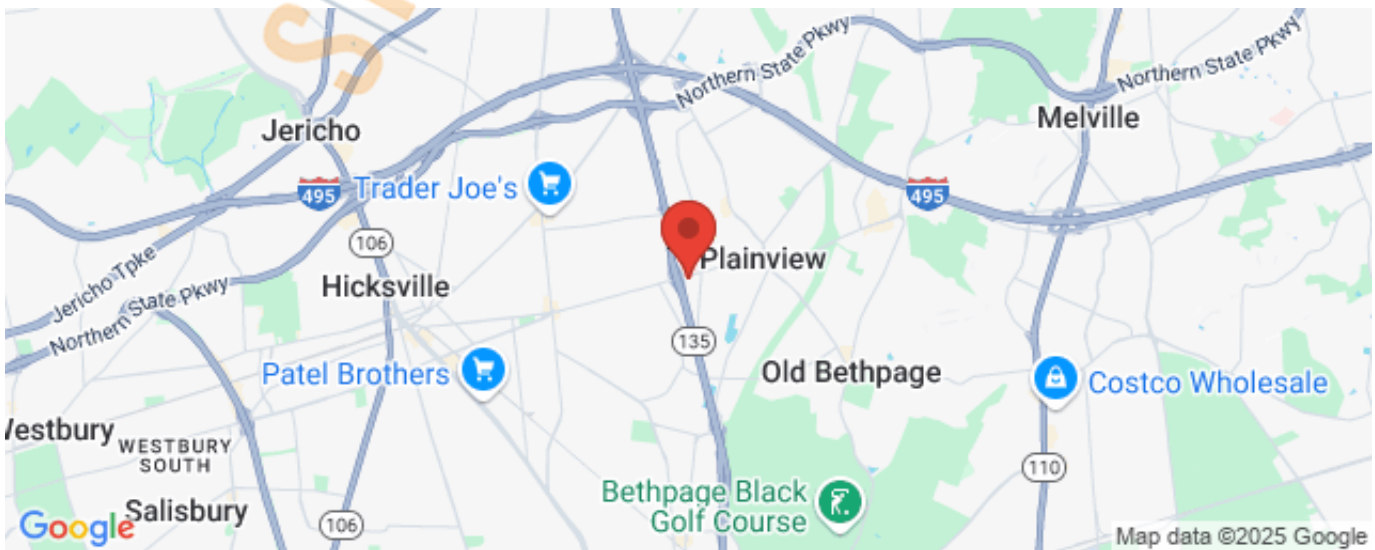 Northern State Pkwy
Northern State Pkwy
Jericho
Melville
495
Trader Joe's
495
106
Plainview
Jericho Tpke
Hicksville
Northern State Pkwy
135
Patel Brothers
Old Bethpage
Costco Wholesale
Westbury
WESTBURY
SOUTH
110
Bethpage Black
Golf Course
Salisbury
106
Google
Map data ©2025 Google